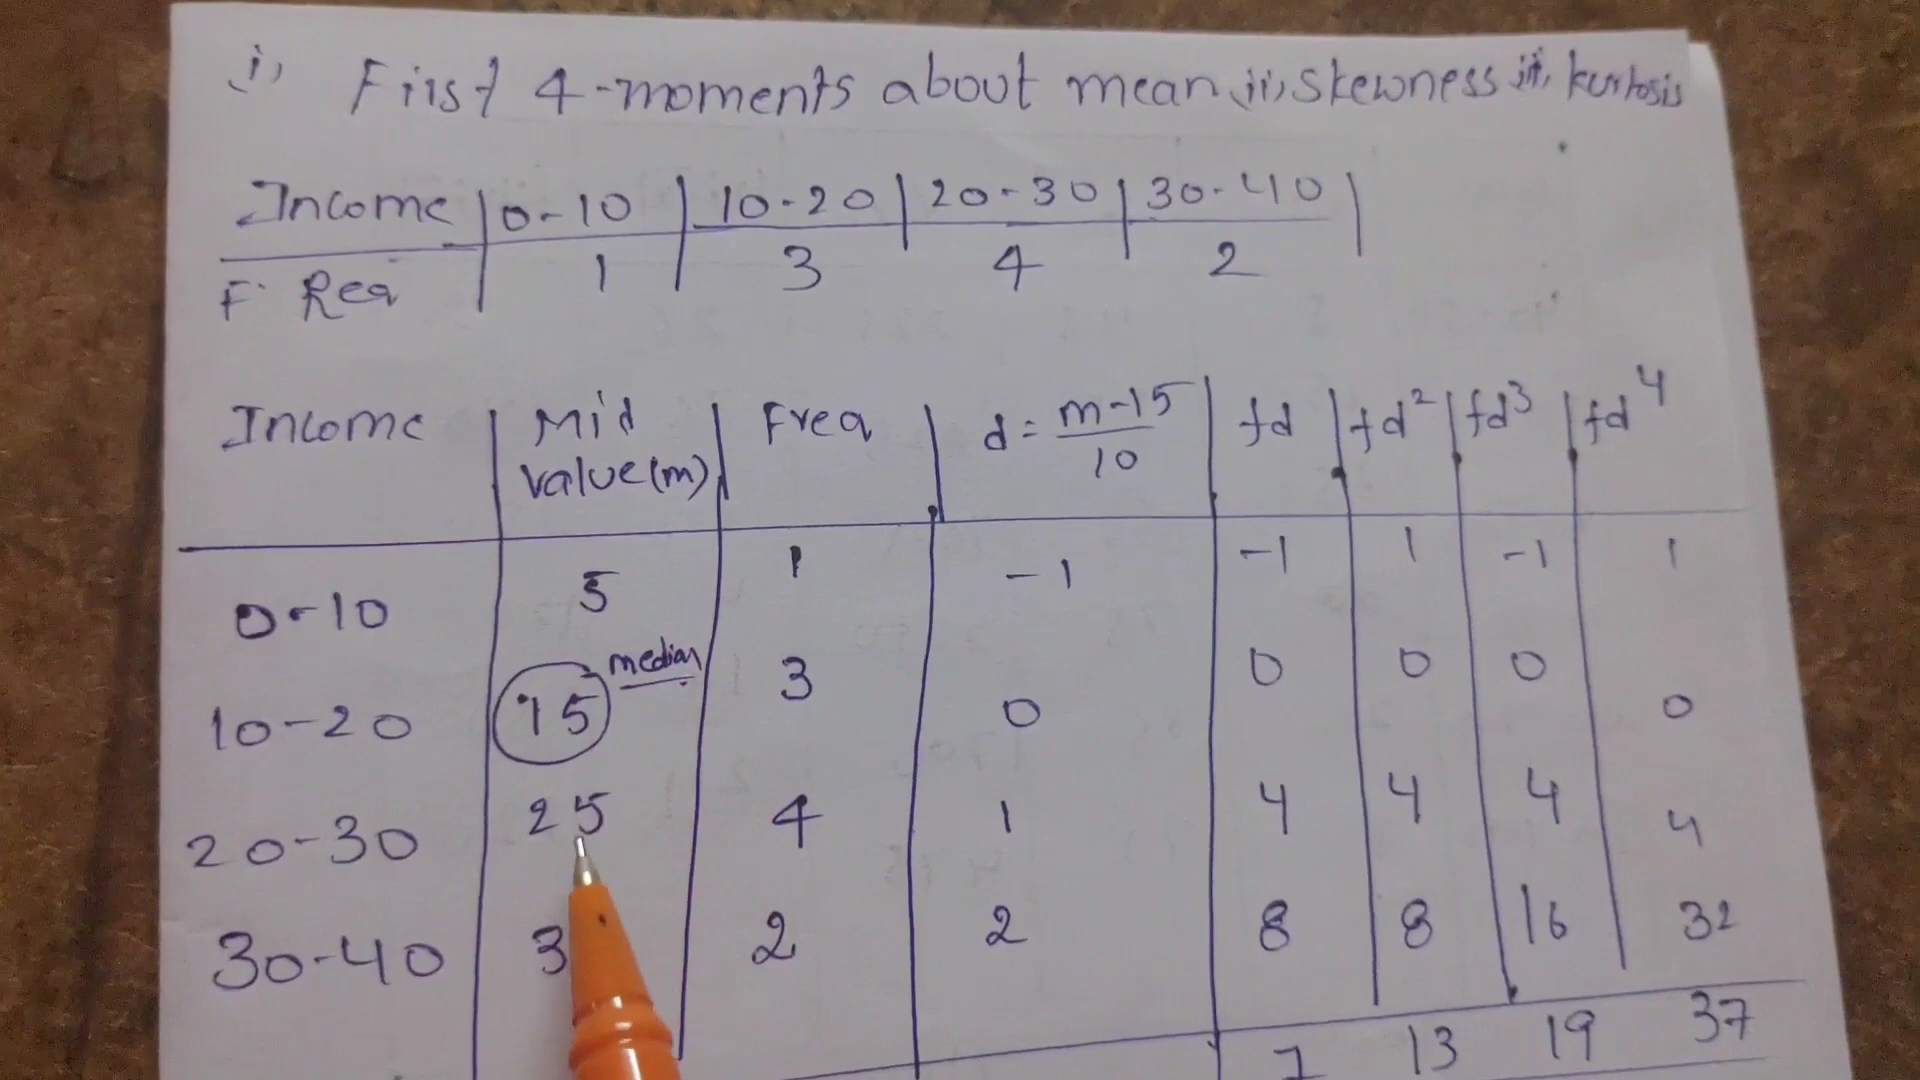 i) First 4-moments about mean ii) Skewness iii) kurtosis
Income 0-10 10-20 20-30 30-40
F. Req 1 3 4 2
Income Mid value(m) Freq d = m-15/10 fd fd² fd³ fd⁴
0-10 5 1 -1 -1 1 -1 1
median
10-20 15 3 0 0 0 0 0
20-30 25 4 1 4 4 4 4
30-40 3 2 2 8 8 16 32
7 13 19 37